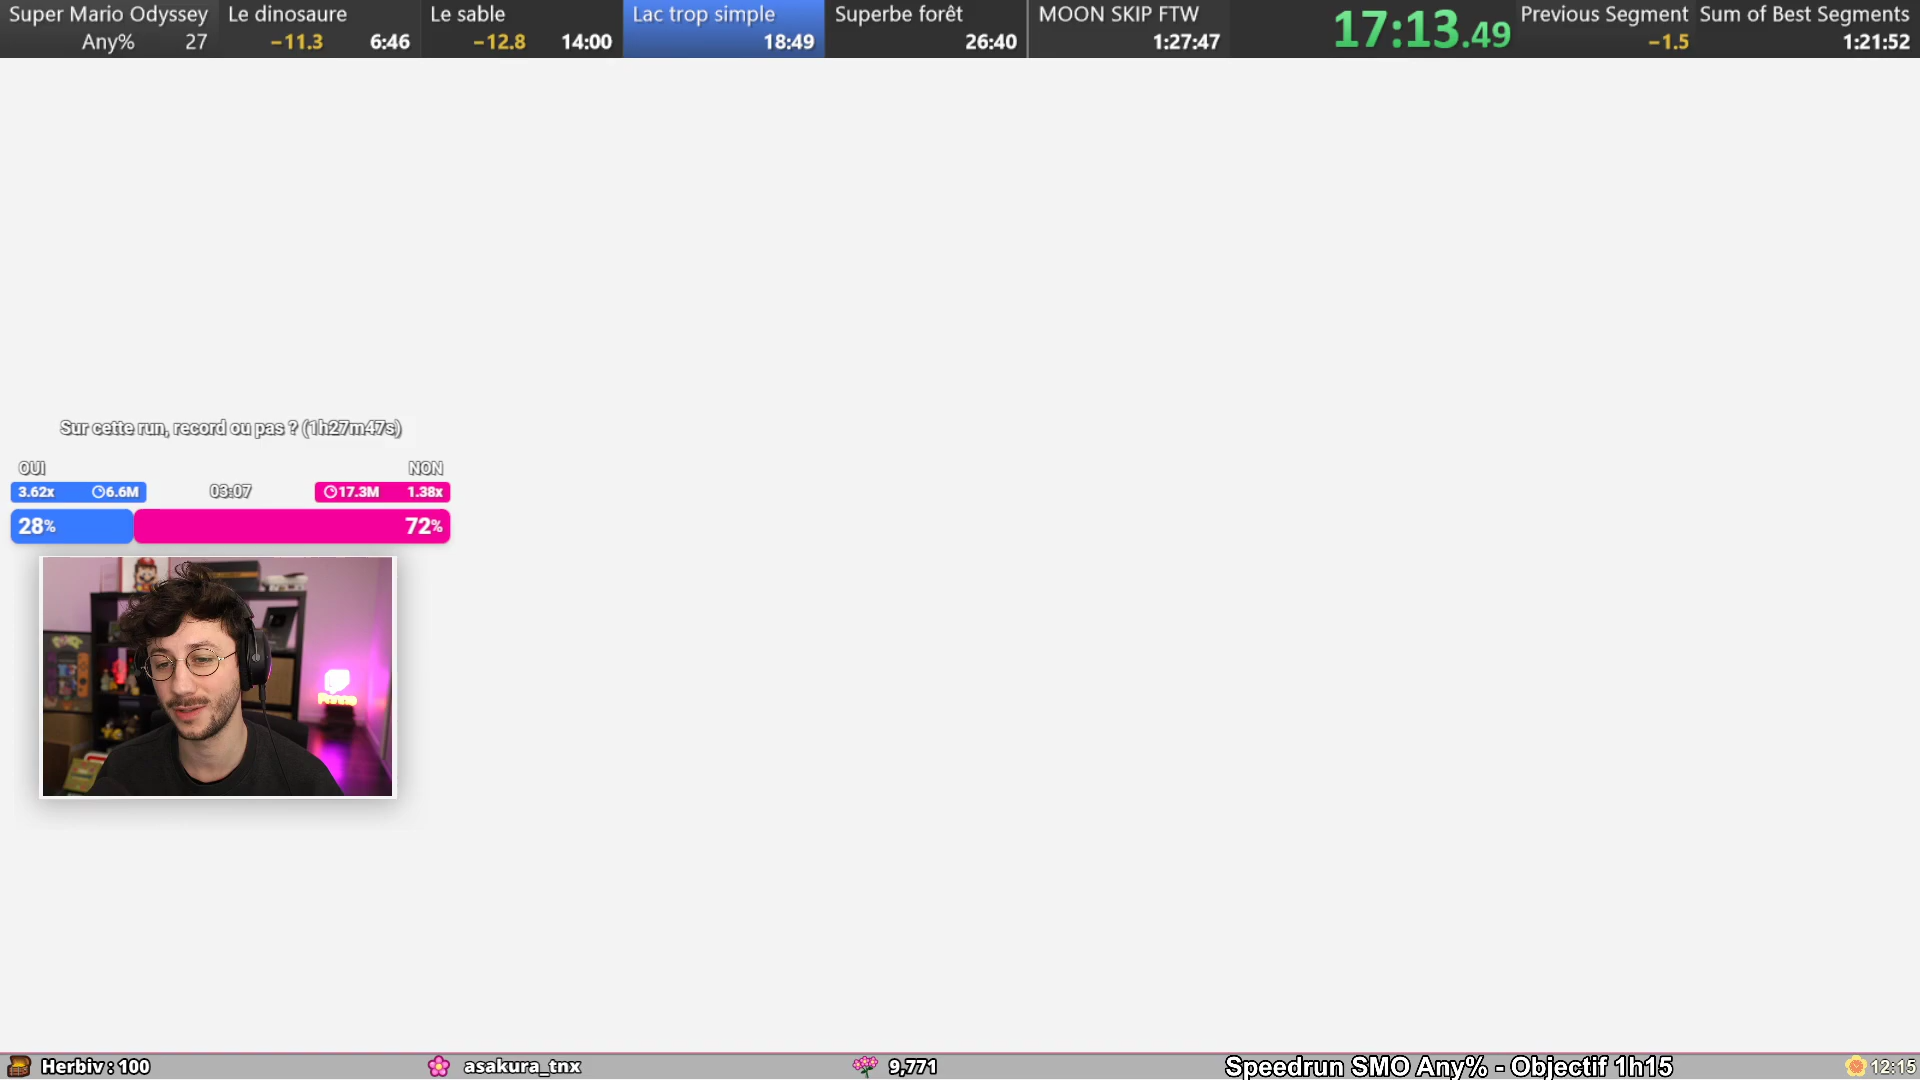 Super Mario Odyssey
Any% 27
Le dinosaure
−11.3 6:46
Le sable
−12.8 14:00
Lac trop simple
18:49
Superbe forêt
26:40
MOON SKIP FTW
1:27:47
17:13.49
Previous Segment
−1.5
Sum of Best Segments
1:21:52
Sur cette run, record ou pas ? (1h27m47s)
OUI NON
3.62x 6.6M 03:07 17.3M 1.38x
28% 72%
Herbiv : 100
asakura_tnx
9,771
Speedrun SMO Any% - Objectif 1h15
12:15